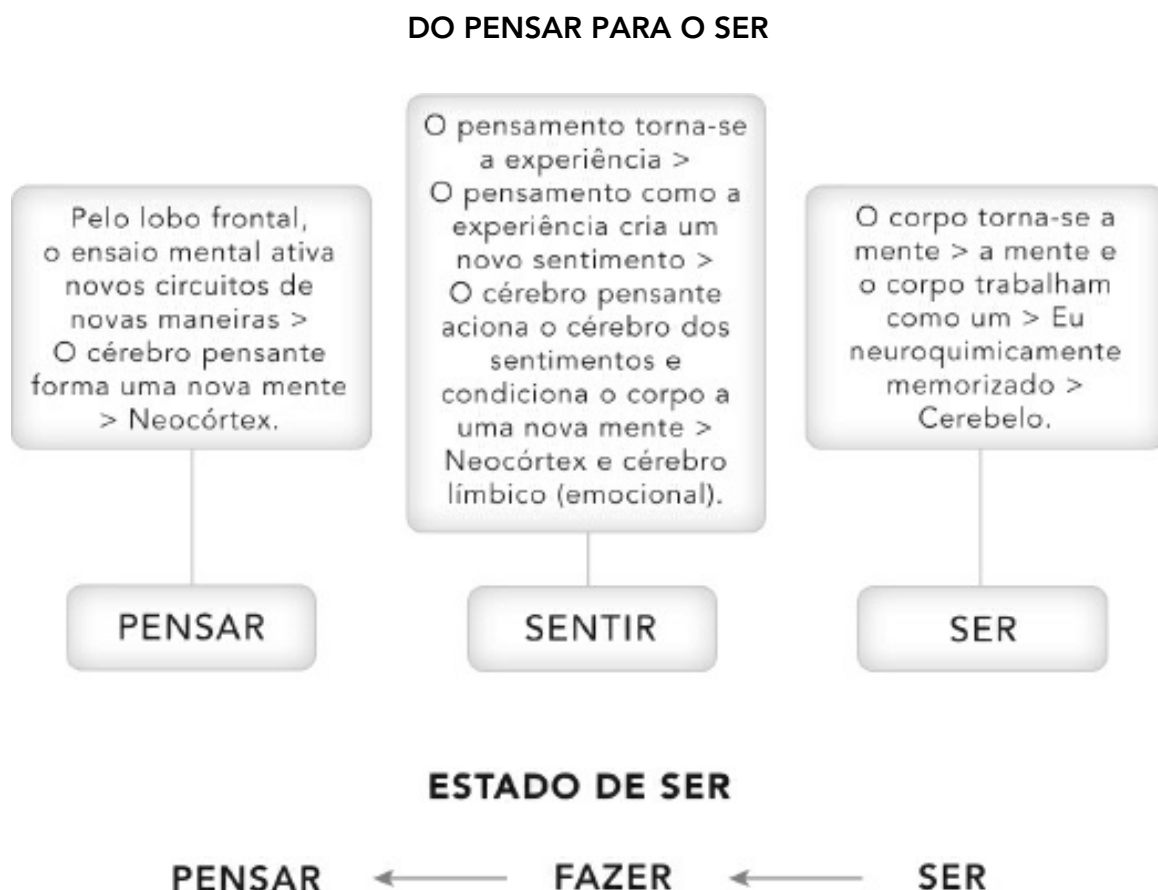 DO PENSAR PARA O SER
Pelo lobo frontal,
o ensaio mental ativa
novos circuitos de
novas maneiras >
O cérebro pensante
forma uma nova mente
> Neocórtex.
O pensamento torna-se
a experiência >
O pensamento como a
experiência cria um
novo sentimento >
O cérebro pensante
aciona o cérebro dos
sentimentos e
condiciona o corpo a
uma nova mente >
Neocórtex e cérebro
límbico (emocional).
O corpo torna-se a
mente > a mente e
o corpo trabalham
como um > Eu
neuroquimicamente
memorizado >
Cerebelo.
PENSAR
SENTIR
SER
ESTADO DE SER
PENSAR ← FAZER ← SER